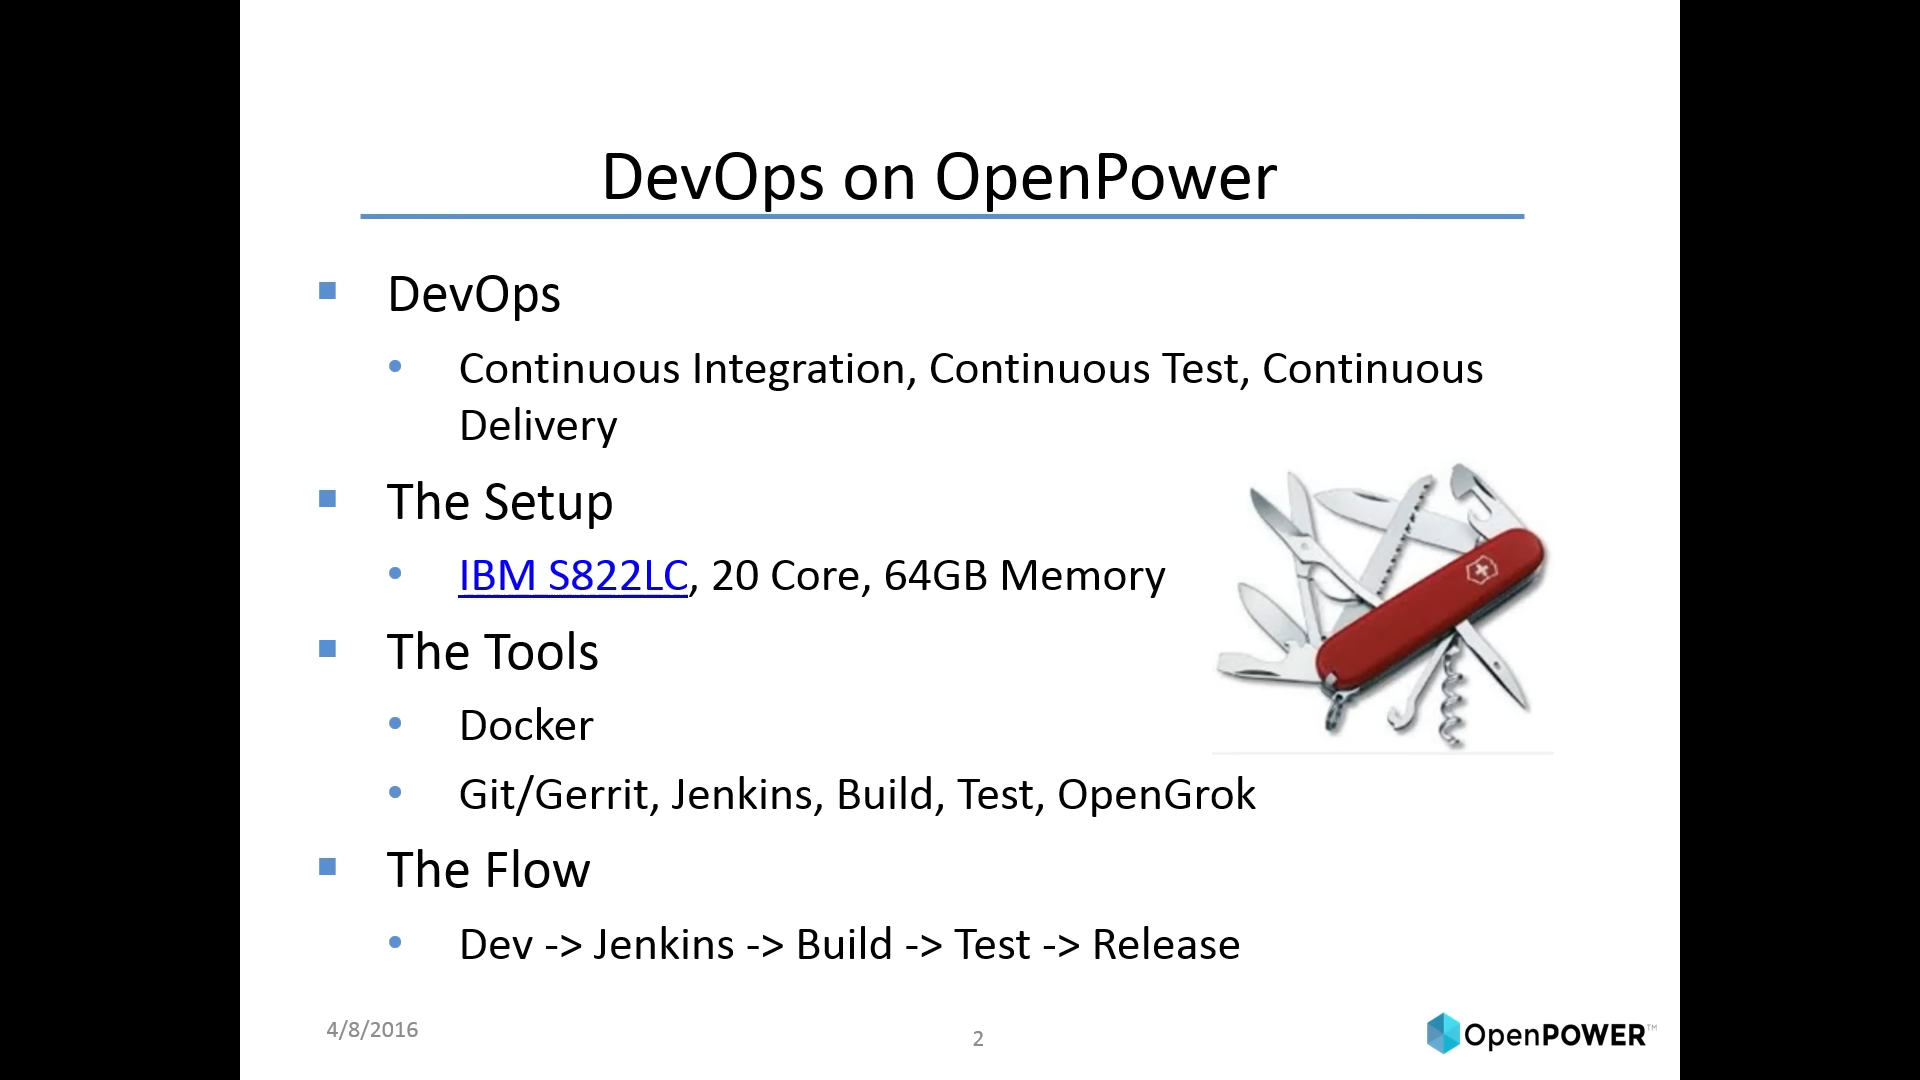 DevOps on OpenPower
DevOps
Continuous Integration, Continuous Test, Continuous
Delivery
The Setup
IBM S822LC, 20 Core, 64GB Memory
The Tools
Docker
Git/Gerrit, Jenkins, Build, Test, OpenGrok
The Flow
Dev -> Jenkins -> Build -> Test -> Release
4/8/2016
2
OpenPOWER™